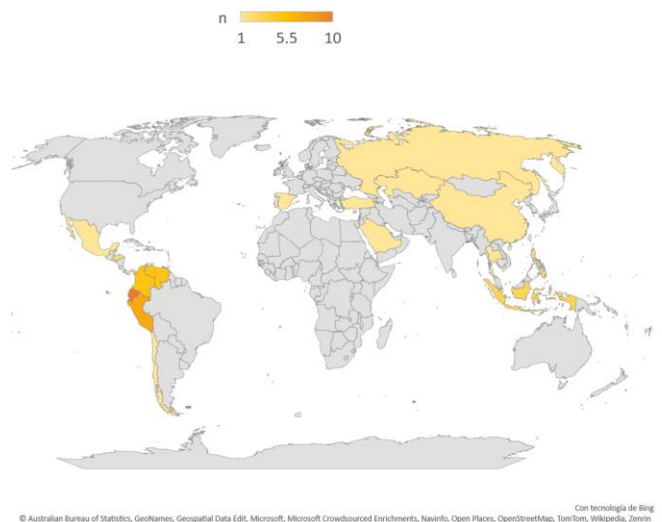 n
1 5.5 10
Con tecnología de Bing
© Australian Bureau of Statistics, GeoNames, Geospatial Data Edit, Microsoft, Microsoft Crowdsourced Enrichments, Navinfo, Open Places, OpenStreetMap, TomTom, Wikipedia, Zenrin